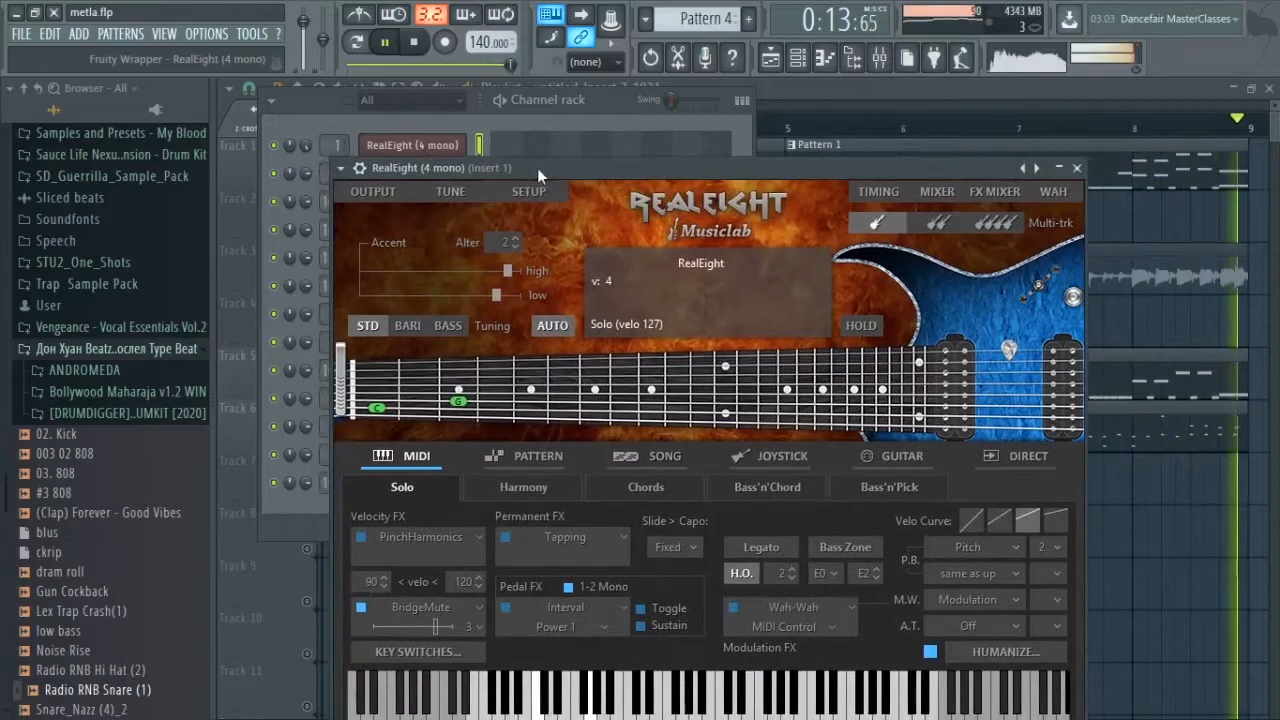 metla.flp
FILE EDIT ADD PATTERNS VIEW OPTIONS TOOLS ?
Fruity Wrapper - RealEight (4 mono)
3.2
140.000
Pattern 4
(none)
0:13:65
M:S:CS
4343 MB
3
03.03 Dancefair MasterClasses
Browser - All
Samples and Presets - My Blood
Sauce Life Nexu..nsion - Drum Kit
SD_Guerrilla_Sample_Pack
Sliced beats
Soundfonts
Speech
STU2_One_Shots
Trap Sample Pack
User
Vengeance - Vocal Essentials Vol.2
Дон Хуан Beatz..ослеп Type Beat
ANDROMEDA
Bollywood Maharaja v1.2 WIN
[DRUMDIGGER]..UMKIT [2020]
02. Kick
003 02 808
03. 808
#3 808
(Clap) Forever - Good Vibes
blus
ckrip
dram roll
Gun Cockback
Lex Trap Crash(1)
low bass
Noise Rise
Radio RNB Hi Hat (2)
Radio RNB Snare (1)
Snare_Nazz (4)_2
All
Channel rack
Swing
1
RealEight (4 mono)
5 6 7 8 9
Pattern 1
Track 1
Track 5
Track 6
Track 9
Track 10
Track 11
RealEight (4 mono) (Insert 1)
OUTPUT TUNE SETUP
REALEIGHT
Musiclab
TIMING MIXER FX MIXER WAH
Multi-trk
Accent Alter 2
high
low
RealEight
v: 4
Solo (velo 127)
STD BARI BASS Tuning AUTO
HOLD
C G
MIDI PATTERN SONG JOYSTICK GUITAR DIRECT
Solo Harmony Chords Bass'n'Chord Bass'n'Pick
Velocity FX
PinchHarmonics
90 < velo < 120
BridgeMute
3
KEY SWITCHES...
Permanent FX
Tapping
Pedal FX 1-2 Mono
Interval
Power 1
Toggle
Sustain
Slide > Capo:
Fixed
Legato Bass Zone
H.O. 2 E0 E2
Wah-Wah
MIDI Control
Modulation FX
Velo Curve:
P.B. Pitch 2
same as up
M.W. Modulation
A.T. Off
HUMANIZE...